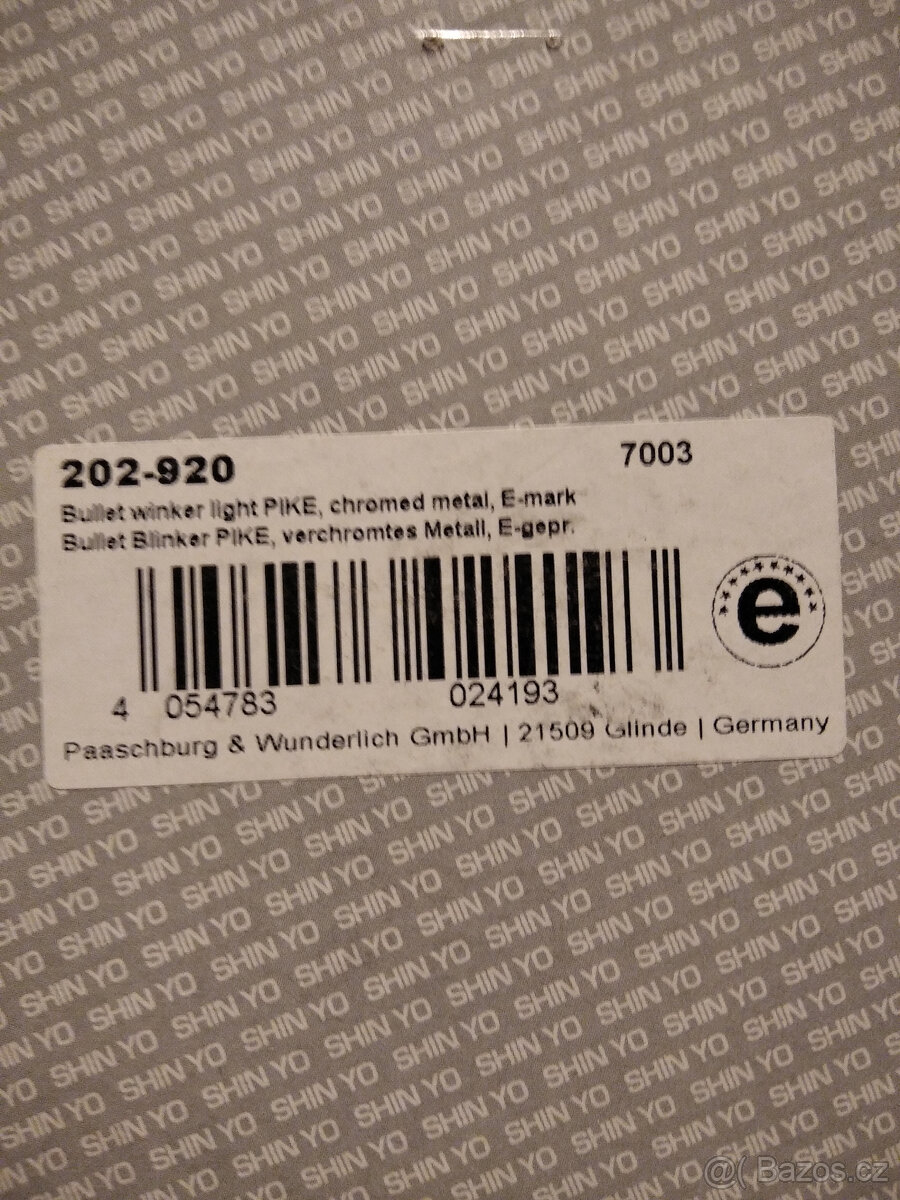 SHIN YO
202-920
7003
Bullet winker light PIKE, chromed metal, E-mark
Bullet Blinker PIKE, verchromtes Metall, E-gepr.
e
4 054783 024193
Paaschburg & Wunderlich GmbH | 21509 Glinde | Germany
@( Bazos.cz